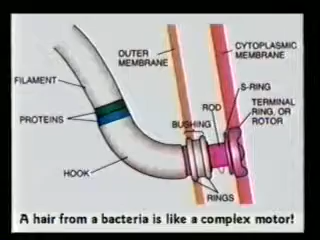 OUTER
MEMBRANE
CYTOPLASMIC
MEMBRANE
FILAMENT
S-RING
TERMINAL
RING, OR
ROTOR
ROD
PROTEINS
BUSHING
HOOK
RINGS
A hair from a bacteria is like a complex motor!